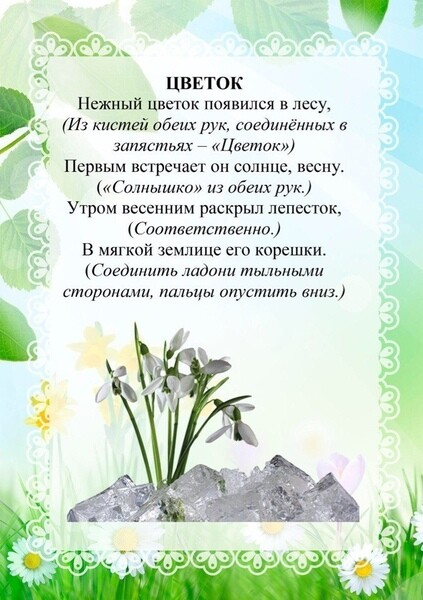 ЦВЕТОК
Нежный цветок появился в лесу,
(Из кистей обеих рук, соединённых в
запястьях – «Цветок»)
Первым встречает он солнце, весну.
(«Солнышко» из обеих рук.)
Утром весенним раскрыл лепесток,
(Соответственно.)
В мягкой землице его корешки.
(Соединить ладони тыльными
сторонами, пальцы опустить вниз.)